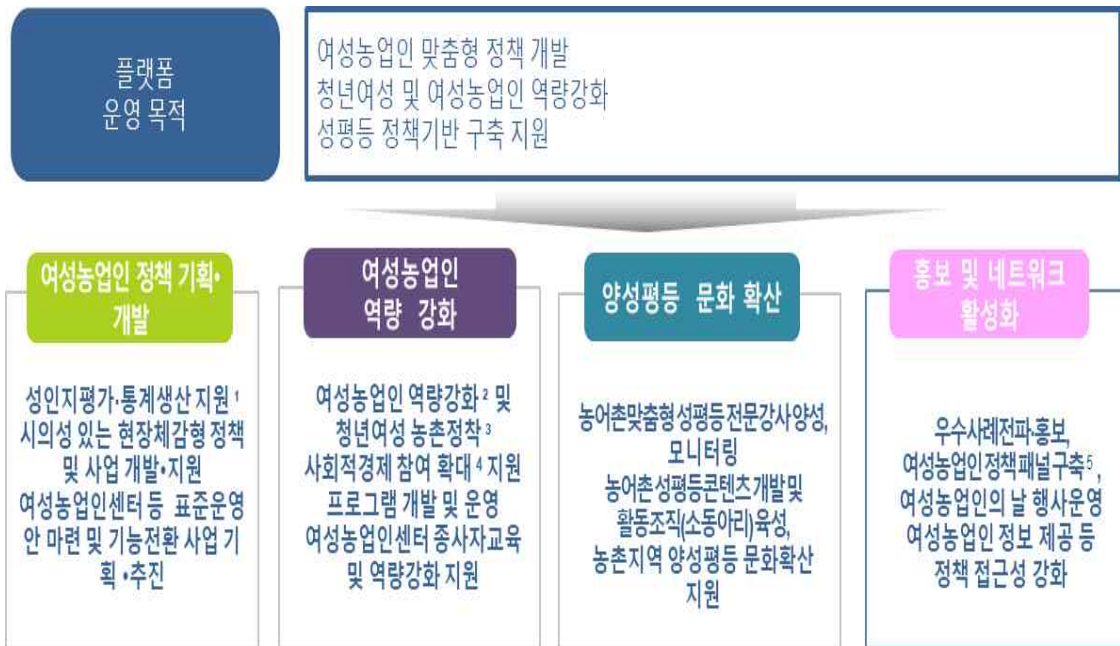 플랫폼
운영 목적
여성농업인 맞춤형 정책 개발
청년여성 및 여성농업인 역량강화
성평등 정책기반 구축 지원
여성농업인 정책 기획•
개발
성인지평가·통계생산 지원 1
시의성 있는 현장체감형 정책
및 사업 개발•지원
여성농업인센터 등 표준운영
안 마련 및 기능전환 사업 기
획 •추진
여성농업인
역량 강화
여성농업인 역량강화 2 및
청년여성 농촌정착 3
사회적경제 참여 확대 4 지원
프로그램 개발 및 운영
여성농업인센터 종사자교육
및 역량강화 지원
양성평등 문화 확산
농어촌맞춤형 성평등 전문강사양성,
모니터링
농어촌 성평등콘텐츠 개발 및
활동조직(소동아리) 육성,
농촌지역 양성평등 문화확산
지원
홍보 및 네트워크
활성화
우수사례전파·홍보,
여성농업인 정책 패널 구축 5,
여성농업인의 날 행사운영
여성농업인 정보 제공 등
정책 접근성 강화